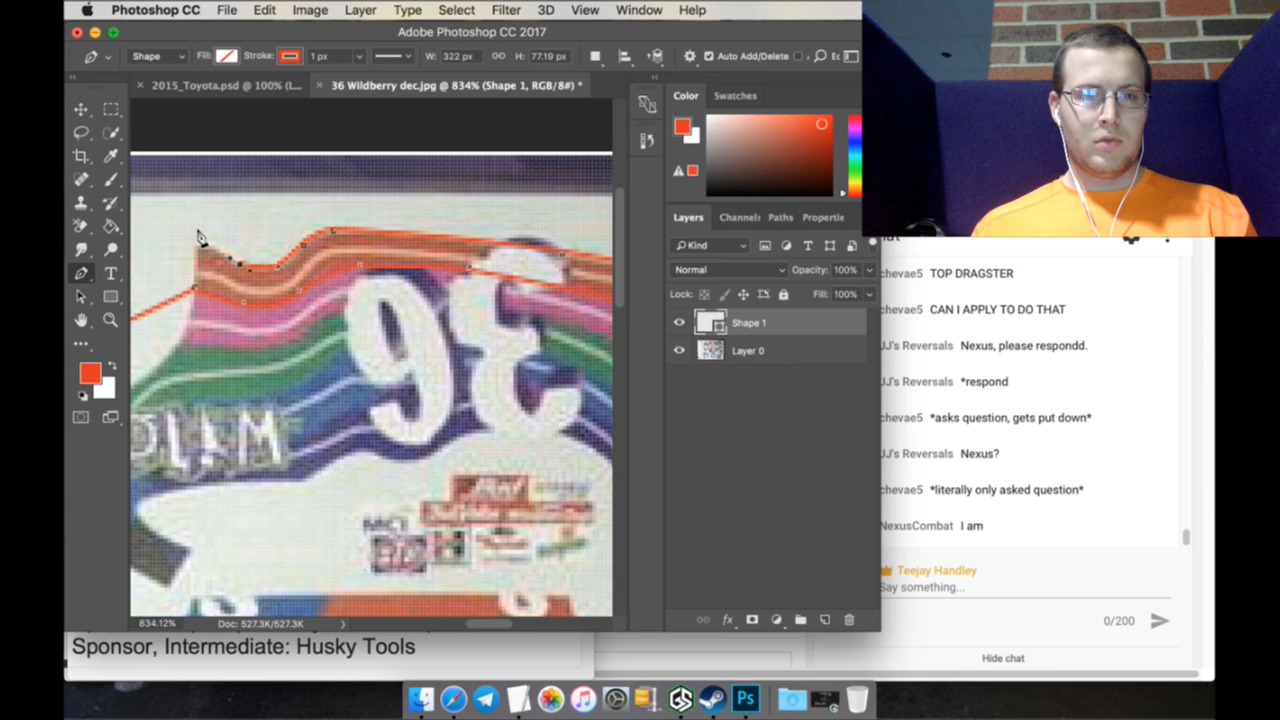 Photoshop CC File Edit Image Layer Type Select Filter 3D View Window Help
Adobe Photoshop CC 2017
Shape Fill: Stroke: 1 px W: 322 px H: 77.19 px Auto Add/Delete
2015_Toyota.psd @ 100% (L... 36 Wildberry dec.jpg @ 834% (Shape 1, RGB/8#) *
Color Swatches
Layers Channel: Paths Propertie
Kind
Normal Opacity: 100%
Lock: Fill: 100%
Shape 1
Layer 0
36
834.12% Doc: 527.3K/527.3K
Sponsor, Intermediate: Husky Tools
chevae5 TOP DRAGSTER
chevae5 CAN I APPLY TO DO THAT
JJ's Reversals Nexus, please respondd.
JJ's Reversals *respond
chevae5 *asks question, gets put down*
JJ's Reversals Nexus?
chevae5 *literally only asked question*
NexusCombat I am
Teejay Handley
Say something...
0/200
Hide chat
Ps